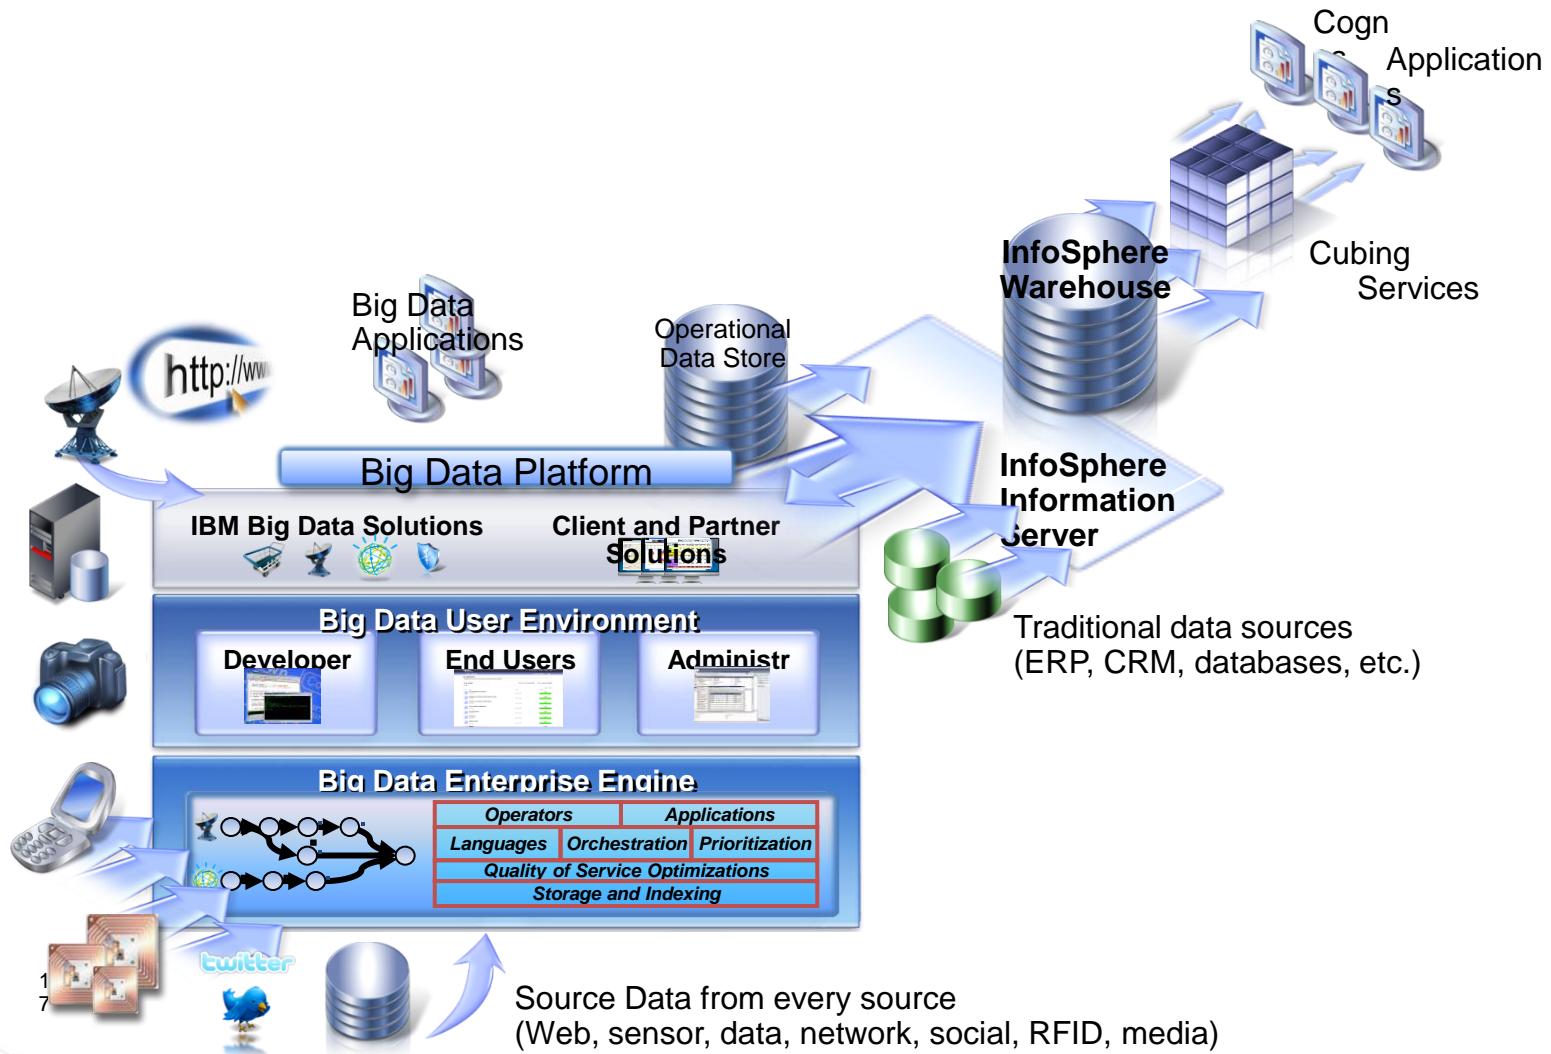 Cogn
Application
s
InfoSphere
Warehouse
Cubing
Services
Big Data
Applications
Operational
Data Store
http://www
Big Data Platform
InfoSphere
Information
Server
IBM Big Data Solutions
Client and Partner
Solutions
Big Data User Environment
Developer
End Users
Administr
Traditional data sources
(ERP, CRM, databases, etc.)
Big Data Enterprise Engine
Operators
Applications
Languages
Orchestration
Prioritization
Quality of Service Optimizations
Storage and Indexing
twitter
1
7
Source Data from every source
(Web, sensor, data, network, social, RFID, media)